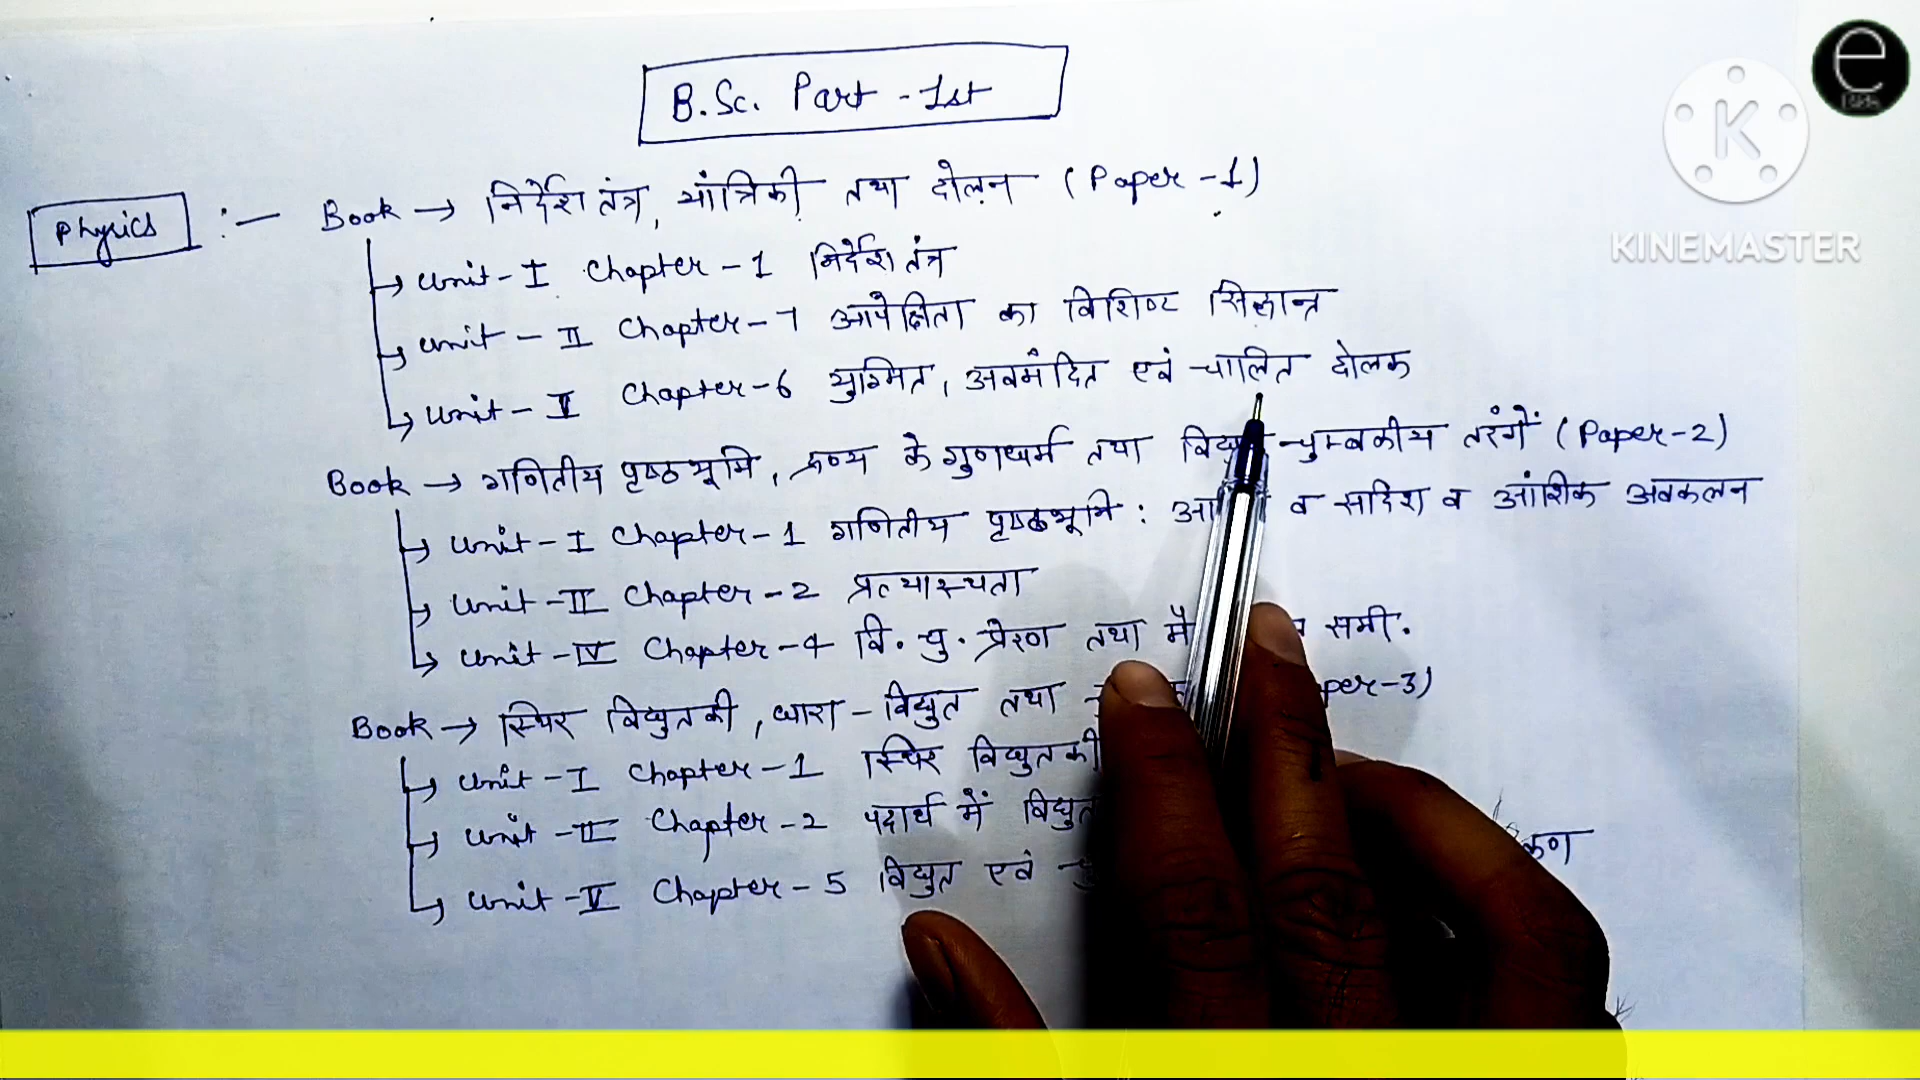 B.Sc. Part - 1st
Physics :— Book → निर्देश तंत्र, यांत्रिकी तथा दोलन (Paper - 1)
Unit - I Chapter - 1 निर्देश तंत्र
Unit - II Chapter - 7 आपेक्षिता का विशिष्ट सिद्धान्त
Unit - V Chapter - 6 युग्मित, अवमंदित एवं चालित दोलक
Book → गणितीय पृष्ठभूमि, द्रव्य के गुणधर्म तथा चुम्बकीय तरंगें (Paper-2)
Unit - I Chapter - 1 गणितीय पृष्ठभूमि : व सदिश व आंशिक अवकलन
Unit - II Chapter - 2 प्रत्यास्थता
Unit - IV Chapter - 4 वि. चु. प्रेरण तथा समी.
Book → स्थिर विद्युतकी, धारा - विद्युत तथा
Unit - I Chapter - 1 स्थिर विद्युतकी
Unit - II Chapter - 2 पदार्थ में
Unit - V Chapter - 5 विद्युत एवं
KINEMASTER